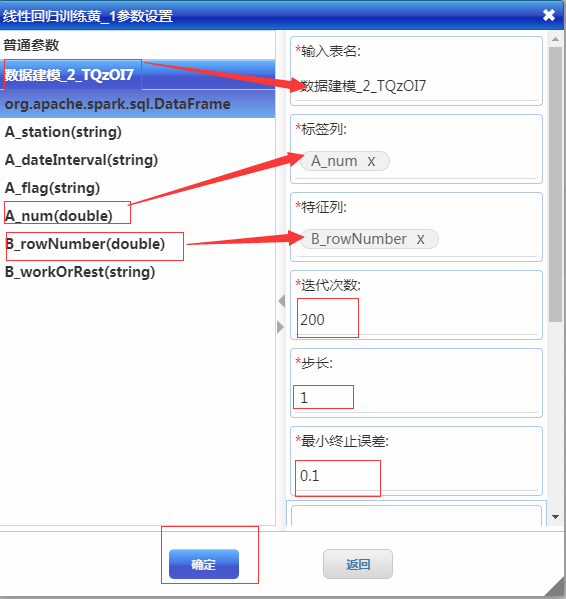 线性回归训练黄_1参数设置
普通参数
数据建模_2_TQzOI7
org.apache.spark.sql.DataFrame
A_station(string)
A_dateInterval(string)
A_flag(string)
A_num(double)
B_rowNumber(double)
B_workOrRest(string)
*输入表名:
数据建模_2_TQzOI7
*标签列:
A_num x
*特征列:
B_rowNumber x
*迭代次数:
200
*步长:
1
*最小终止误差:
0.1
确定
返回